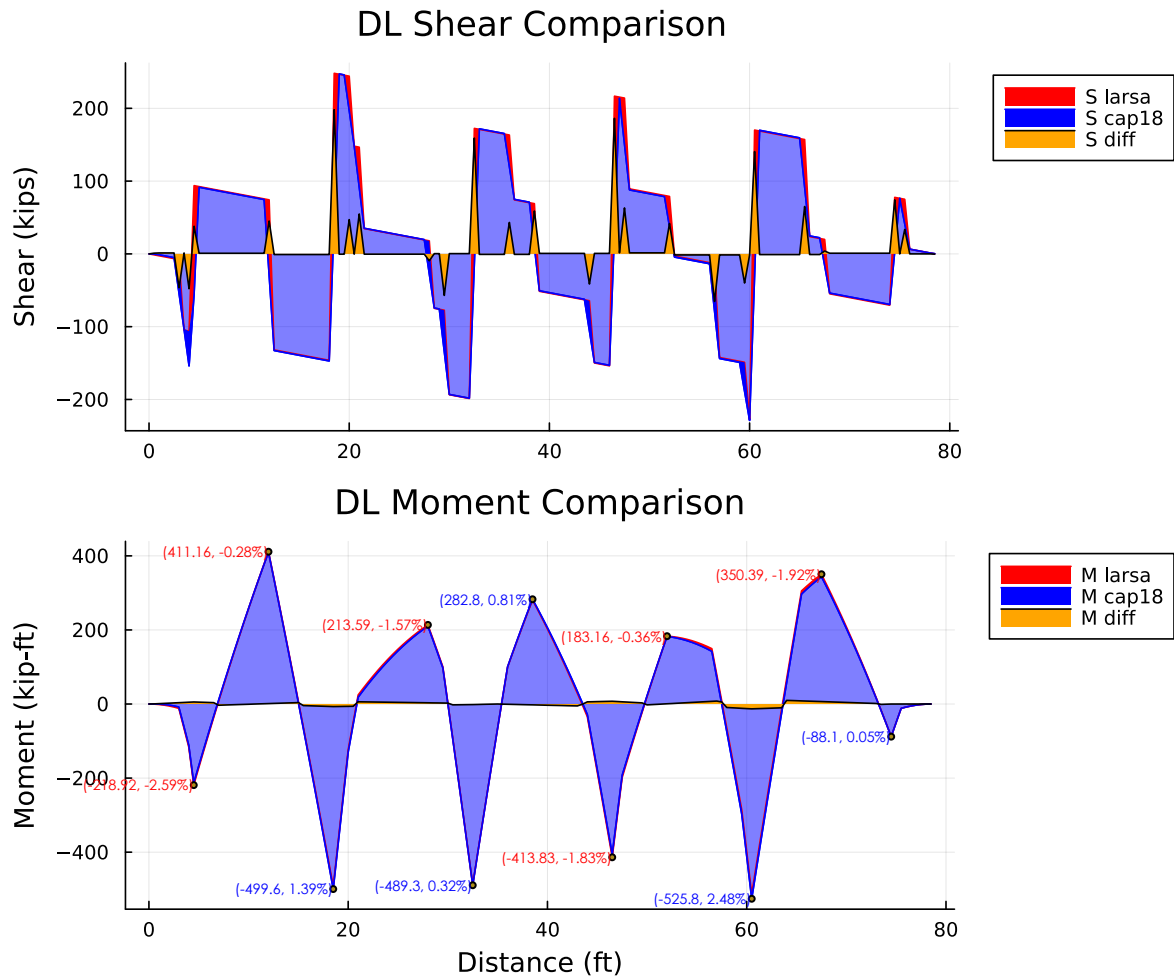 DL Shear Comparison
Shear (kips)
200
100
0
−100
−200
0
20
40
60
80
S larsa
S cap18
S diff
DL Moment Comparison
Moment (kip-ft)
400
200
0
−200
−400
(411.16, -0.28%)
(350.39, -1.92%)
(282.8, 0.81%)
(213.59, -1.57%)
(183.16, -0.36%)
(-88.1, 0.05%)
(-218.92, -2.59%)
(-413.83, -1.83%)
(-499.6, 1.39%)
(-489.3, 0.32%)
(-525.8, 2.48%)
0
20
40
60
80
Distance (ft)
M larsa
M cap18
M diff